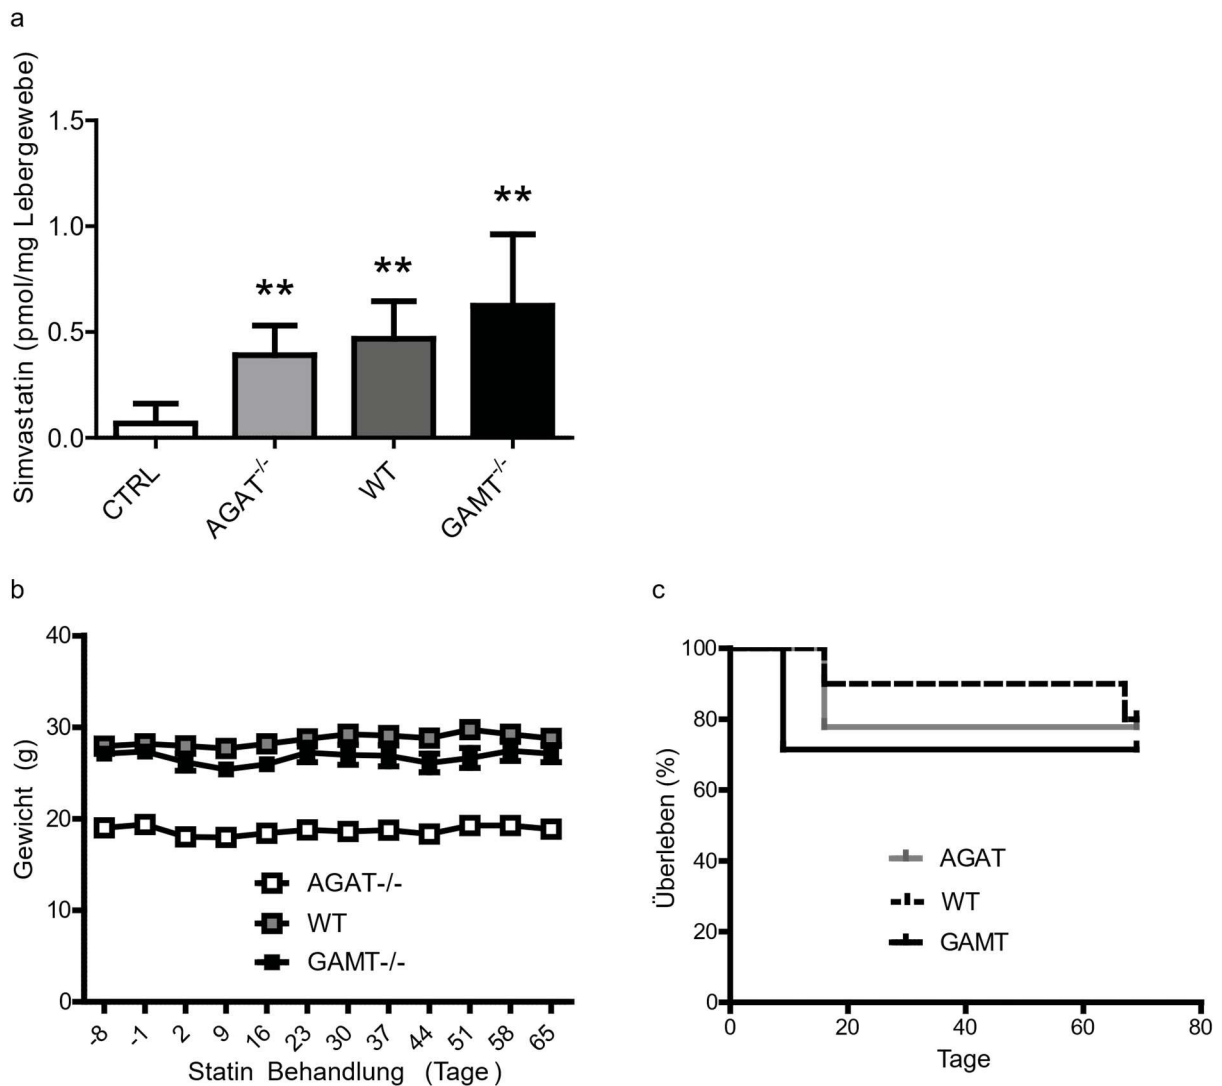 a
Simvastatin (pmol/mg Lebergewebe)
1.5
1.0
0.5
0.0
**
**
**
CTRL
AGAT-/-
WT
GAMT-/-
b
Gewicht (g)
40
30
20
10
0
AGAT-/-
WT
GAMT-/-
-8
-1
2
9
16
23
30
37
44
51
58
65
Statin Behandlung (Tage)
c
Überleben (%)
100
80
60
40
20
0
AGAT
WT
GAMT
0
20
40
60
80
Tage